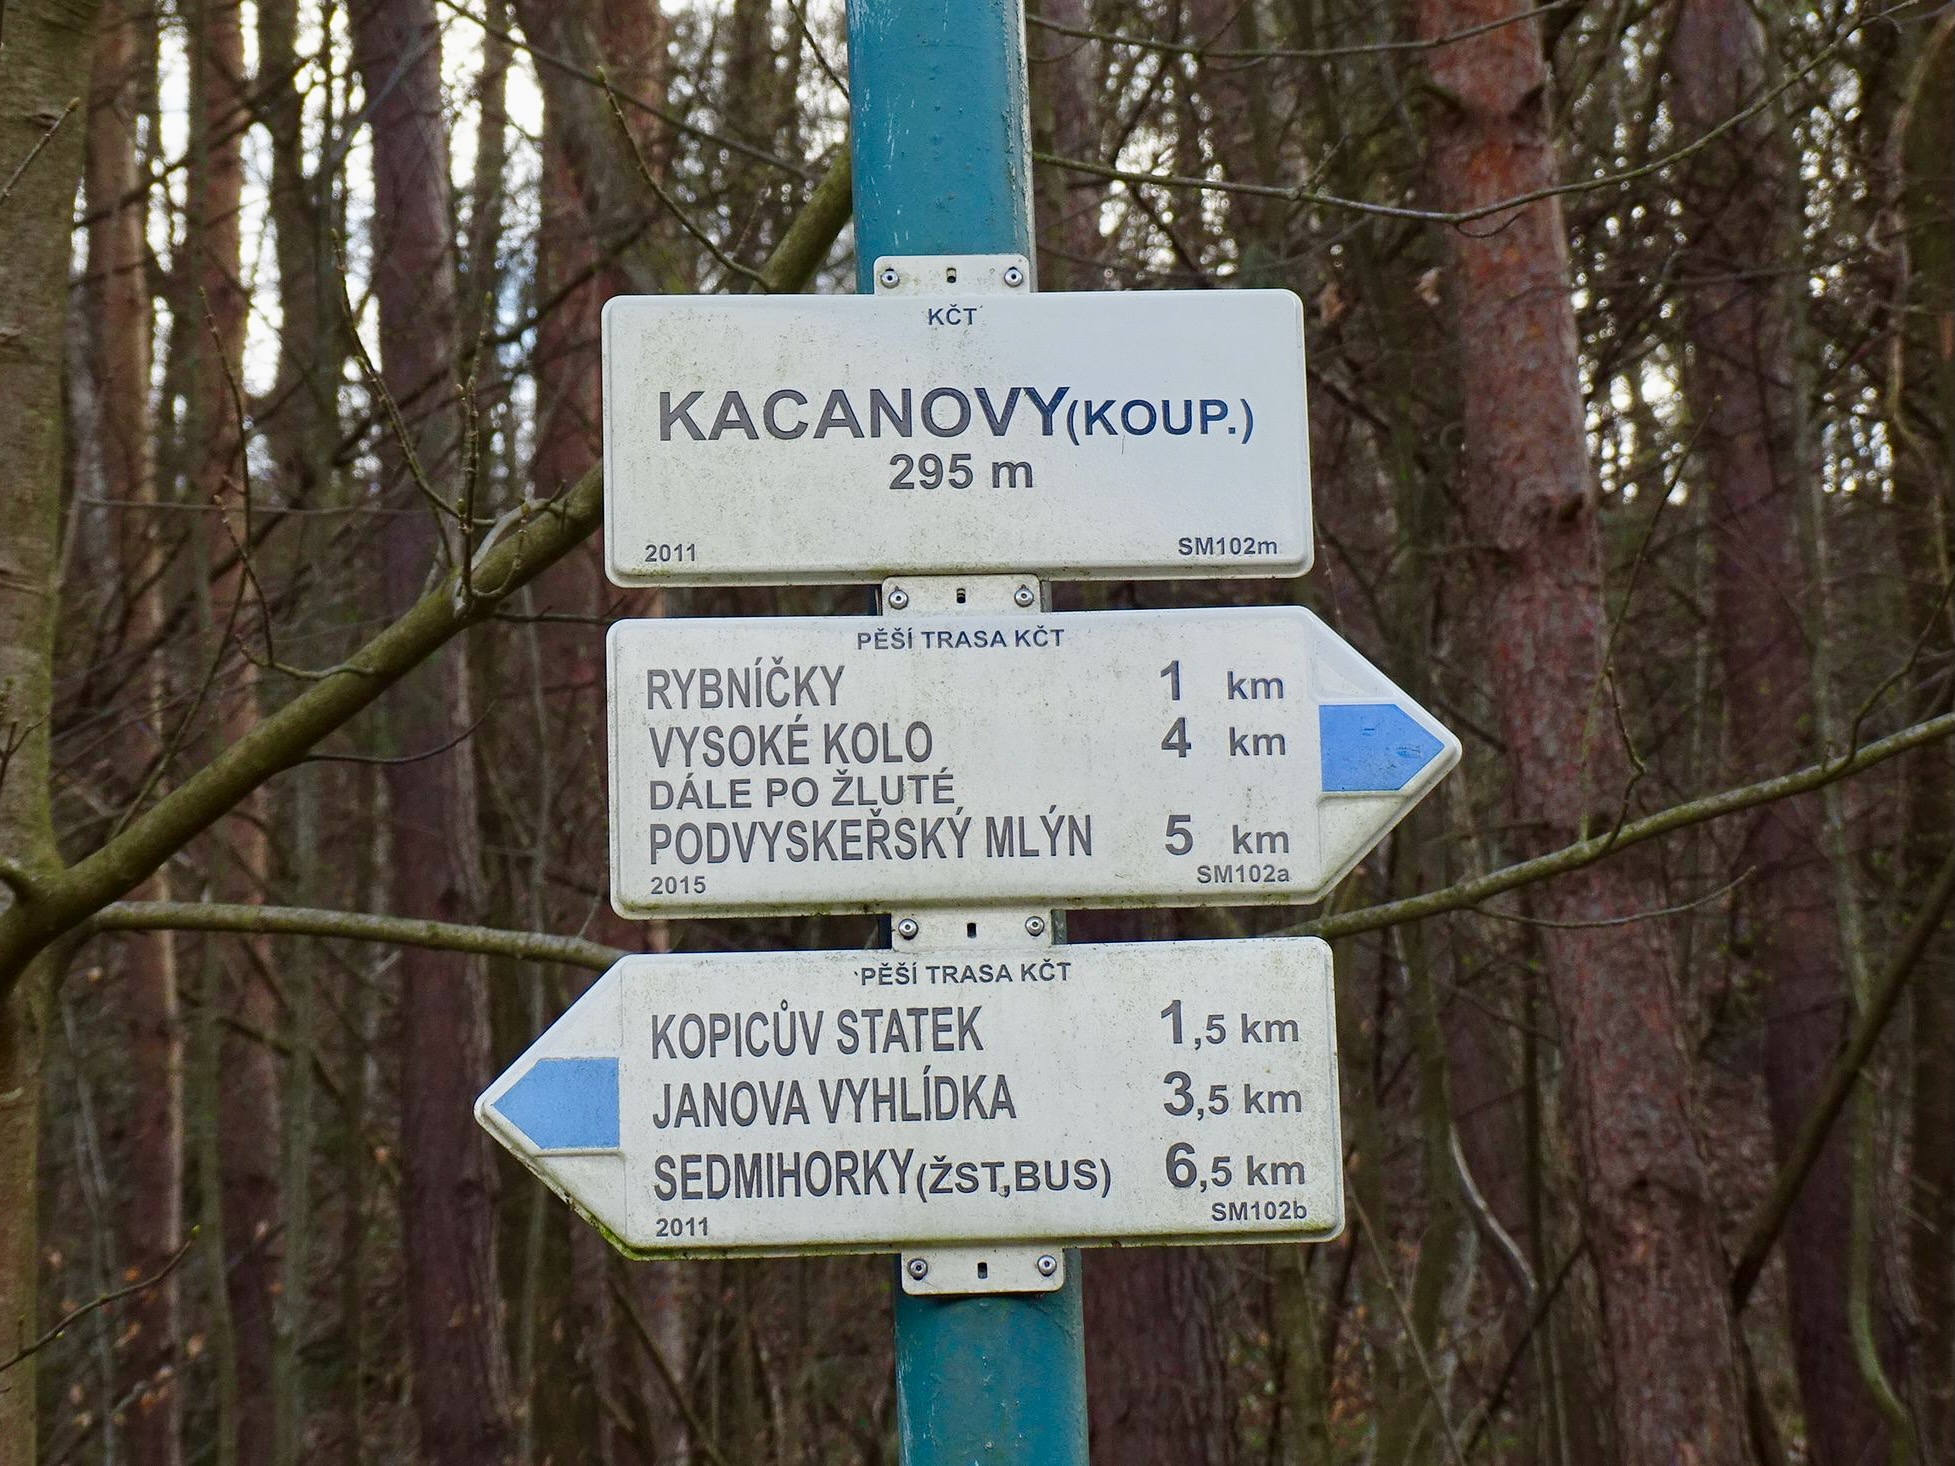 KČT
KACANOVY(KOUP.)
295 m
2011 SM102m
PĚŠÍ TRASA KČT
RYBNÍČKY 1 km
VYSOKÉ KOLO 4 km
DÁLE PO ŽLUTÉ
PODVYSKEŘSKÝ MLÝN 5 km
2015 SM102a
PĚŠÍ TRASA KČT
KOPICŮV STATEK 1,5 km
JANOVA VYHLÍDKA 3,5 km
SEDMIHORKY(ŽST,BUS) 6,5 km
2011 SM102b